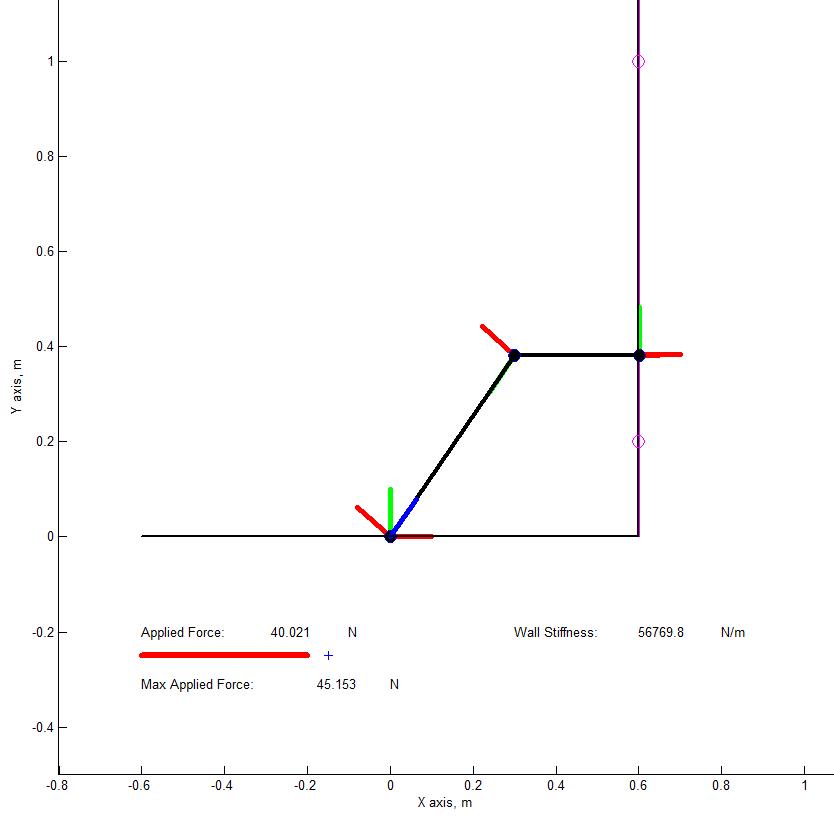 1
0.8
0.6
0.4
0.2
0
-0.2
-0.4
Y axis, m
Applied Force: 40.021 N
Wall Stiffness: 56769.8 N/m
Max Applied Force: 45.153 N
-0.8 -0.6 -0.4 -0.2 0 0.2 0.4 0.6 0.8 1
X axis, m